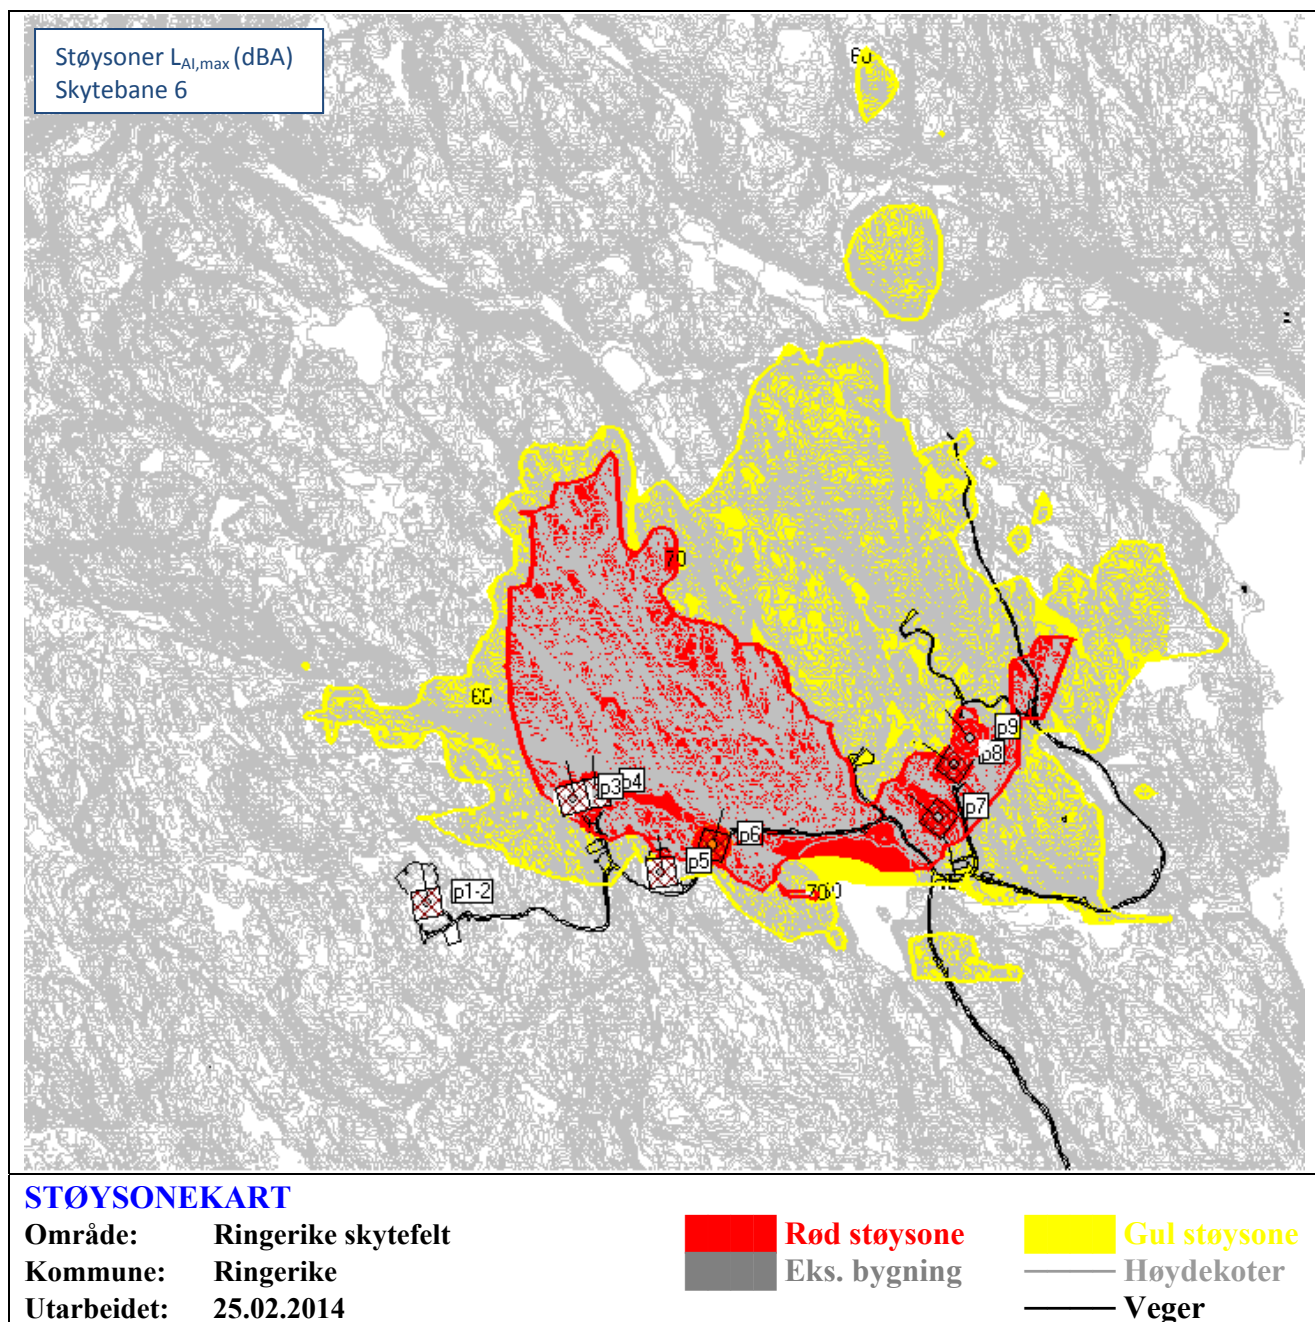 Støysoner LAI,max (dBA)
Skytebane 6
60
70
60
p9
p8
p4
p3
p7
p6
p5
p1-2
70
STØYSONEKART
Område: Ringerike skytefelt
Kommune: Ringerike
Utarbeidet: 25.02.2014
Rød støysone
Eks. bygning
Gul støysone
Høydekoter
Veger